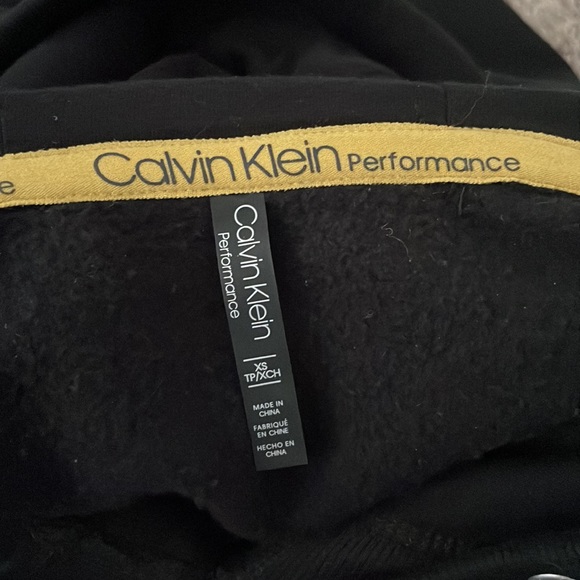 e Calvin Klein Performance
Calvin Klein
Performance
XS
TP/XCH
MADE IN
CHINA
FABRIQUÉ
EN CHINE
HECHO EN
CHINA